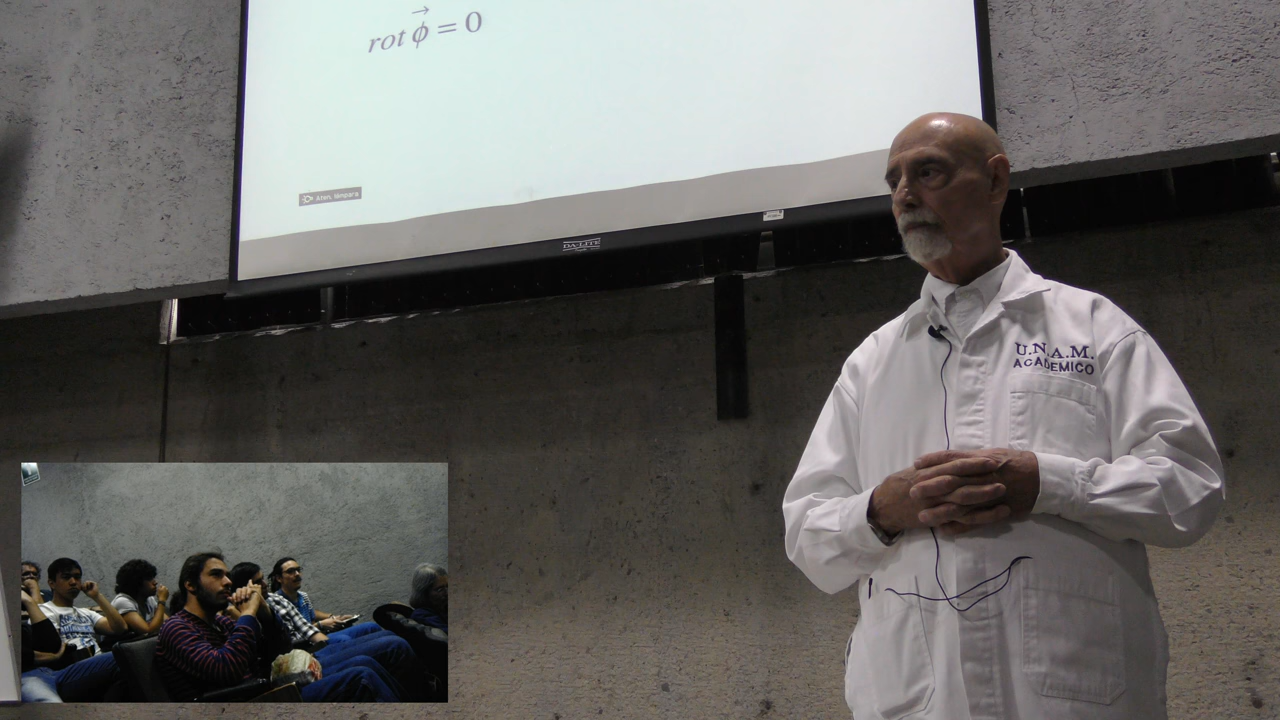 rot ϕ⃗ = 0
DA-LITE
U.N.A.M.
ACADEMICO